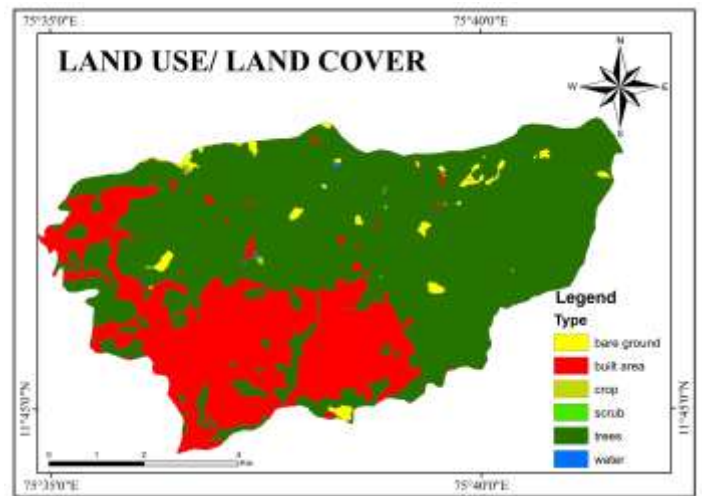 75°35'0"E 75°40'0"E
LAND USE/ LAND COVER
N
W E
S
Legend
Type
bare ground
built area
crop
scrub
trees
water
11°45'0"N 11°45'0"N
0 1 2 4
Km
75°35'0"E 75°40'0"E